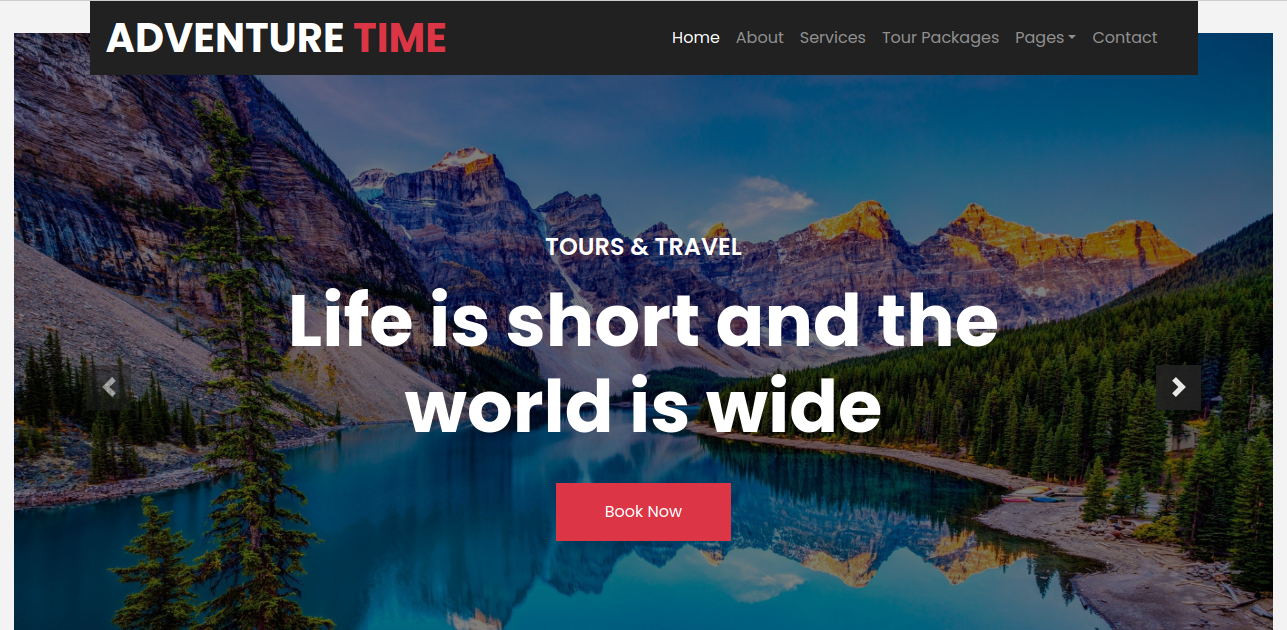 ADVENTURE TIME
Home About Services Tour Packages Pages Contact
TOURS & TRAVEL
Life is short and the
world is wide
Book Now